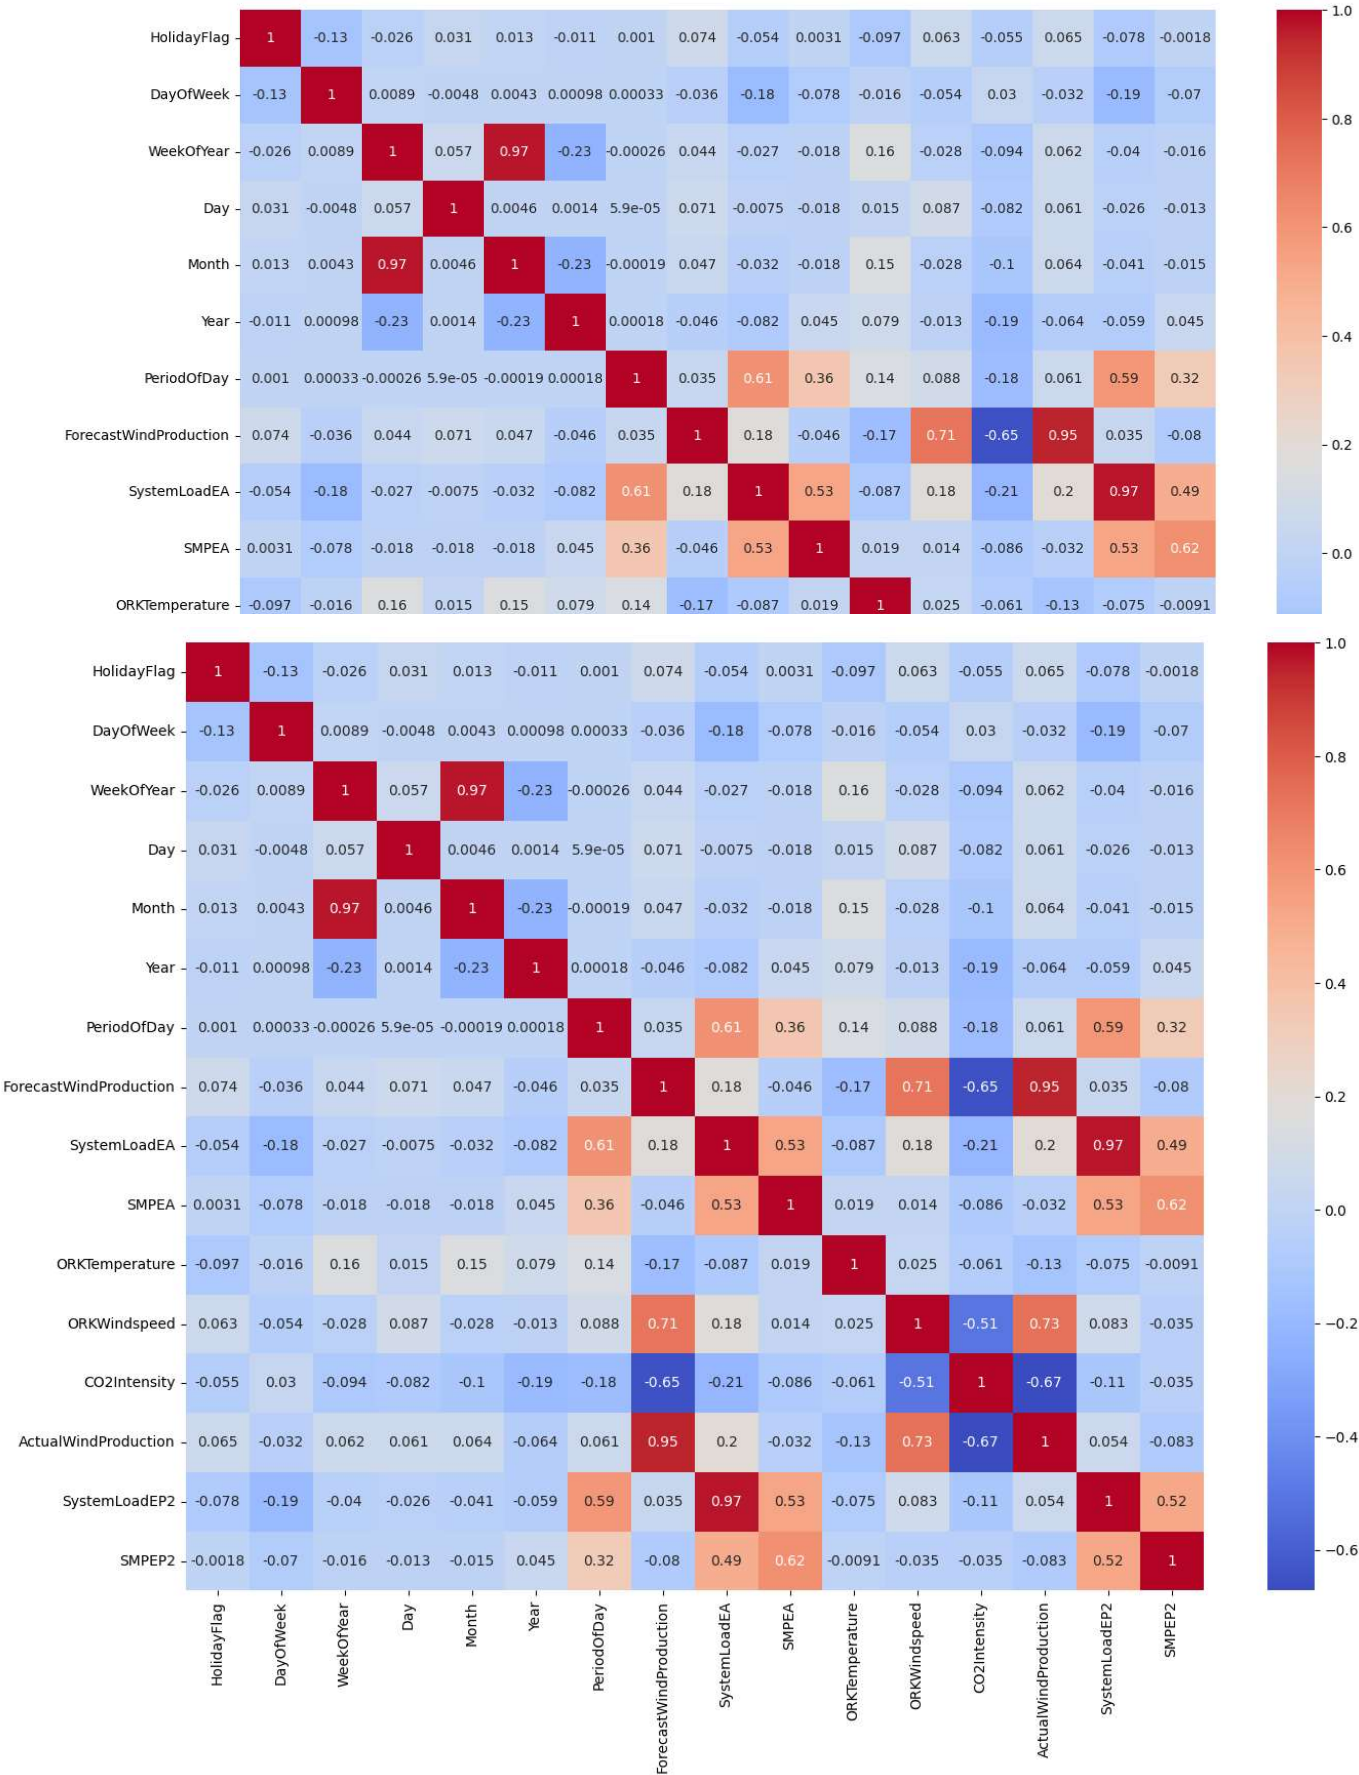 HolidayFlag 1 -0.13 -0.026 0.031 0.013 -0.011 0.001 0.074 -0.054 0.0031 -0.097 0.063 -0.055 0.065 -0.078 -0.0018
1.0
DayOfWeek -0.13 1 0.0089 -0.0048 0.0043 0.00098 0.00033 -0.036 -0.18 -0.078 -0.016 -0.054 0.03 -0.032 -0.19 -0.07
0.8
WeekOfYear -0.026 0.0089 1 0.057 0.97 -0.23 -0.00026 0.044 -0.027 -0.018 0.16 -0.028 -0.094 0.062 -0.04 -0.016
Day 0.031 -0.0048 0.057 1 0.0046 0.0014 5.9e-05 0.071 -0.0075 -0.018 0.015 0.087 -0.082 0.061 -0.026 -0.013
0.6
Month 0.013 0.0043 0.97 0.0046 1 -0.23 -0.00019 0.047 -0.032 -0.018 0.15 -0.028 -0.1 0.064 -0.041 -0.015
Year -0.011 0.00098 -0.23 0.0014 -0.23 1 0.00018 -0.046 -0.082 0.045 0.079 -0.013 -0.19 -0.064 -0.059 0.045
0.4
PeriodOfDay 0.001 0.00033 -0.00026 5.9e-05 -0.00019 0.00018 1 0.035 0.61 0.36 0.14 0.088 -0.18 0.061 0.59 0.32
ForecastWindProduction 0.074 -0.036 0.044 0.071 0.047 -0.046 0.035 1 0.18 -0.046 -0.17 0.71 -0.65 0.95 0.035 -0.08
0.2
SystemLoadEA -0.054 -0.18 -0.027 -0.0075 -0.032 -0.082 0.61 0.18 1 0.53 -0.087 0.18 -0.21 0.2 0.97 0.49
SMPEA 0.0031 -0.078 -0.018 -0.018 -0.018 0.045 0.36 -0.046 0.53 1 0.019 0.014 -0.086 -0.032 0.53 0.62
0.0
ORKTemperature -0.097 -0.016 0.16 0.015 0.15 0.079 0.14 -0.17 -0.087 0.019 1 0.025 -0.061 -0.13 -0.075 -0.0091
1.0
HolidayFlag 1 -0.13 -0.026 0.031 0.013 -0.011 0.001 0.074 -0.054 0.0031 -0.097 0.063 -0.055 0.065 -0.078 -0.0018
DayOfWeek -0.13 1 0.0089 -0.0048 0.0043 0.00098 0.00033 -0.036 -0.18 -0.078 -0.016 -0.054 0.03 -0.032 -0.19 -0.07
0.8
WeekOfYear -0.026 0.0089 1 0.057 0.97 -0.23 -0.00026 0.044 -0.027 -0.018 0.16 -0.028 -0.094 0.062 -0.04 -0.016
Day 0.031 -0.0048 0.057 1 0.0046 0.0014 5.9e-05 0.071 -0.0075 -0.018 0.015 0.087 -0.082 0.061 -0.026 -0.013
0.6
Month 0.013 0.0043 0.97 0.0046 1 -0.23 -0.00019 0.047 -0.032 -0.018 0.15 -0.028 -0.1 0.064 -0.041 -0.015
Year -0.011 0.00098 -0.23 0.0014 -0.23 1 0.00018 -0.046 -0.082 0.045 0.079 -0.013 -0.19 -0.064 -0.059 0.045
0.4
PeriodOfDay 0.001 0.00033 -0.00026 5.9e-05 -0.00019 0.00018 1 0.035 0.61 0.36 0.14 0.088 -0.18 0.061 0.59 0.32
ForecastWindProduction 0.074 -0.036 0.044 0.071 0.047 -0.046 0.035 1 0.18 -0.046 -0.17 0.71 -0.65 0.95 0.035 -0.08
0.2
SystemLoadEA -0.054 -0.18 -0.027 -0.0075 -0.032 -0.082 0.61 0.18 1 0.53 -0.087 0.18 -0.21 0.2 0.97 0.49
SMPEA 0.0031 -0.078 -0.018 -0.018 -0.018 0.045 0.36 -0.046 0.53 1 0.019 0.014 -0.086 -0.032 0.53 0.62
0.0
ORKTemperature -0.097 -0.016 0.16 0.015 0.15 0.079 0.14 -0.17 -0.087 0.019 1 0.025 -0.061 -0.13 -0.075 -0.0091
ORKWindspeed 0.063 -0.054 -0.028 0.087 -0.028 -0.013 0.088 0.71 0.18 0.014 0.025 1 -0.51 0.73 0.083 -0.035
-0.2
CO2Intensity -0.055 0.03 -0.094 -0.082 -0.1 -0.19 -0.18 -0.65 -0.21 -0.086 -0.061 -0.51 1 -0.67 -0.11 -0.035
ActualWindProduction 0.065 -0.032 0.062 0.061 0.064 -0.064 0.061 0.95 0.2 -0.032 -0.13 0.73 -0.67 1 0.054 -0.083
-0.4
SystemLoadEP2 -0.078 -0.19 -0.04 -0.026 -0.041 -0.059 0.59 0.035 0.97 0.53 -0.075 0.083 -0.11 0.054 1 0.52
SMPEP2 -0.0018 -0.07 -0.016 -0.013 -0.015 0.045 0.32 -0.08 0.49 0.62 -0.0091 -0.035 -0.035 -0.083 0.52 1
-0.6
HolidayFlag
DayOfWeek
WeekOfYear
Day
Month
Year
PeriodOfDay
ForecastWindProduction
SystemLoadEA
SMPEA
ORKTemperature
ORKWindspeed
CO2Intensity
ActualWindProduction
SystemLoadEP2
SMPEP2